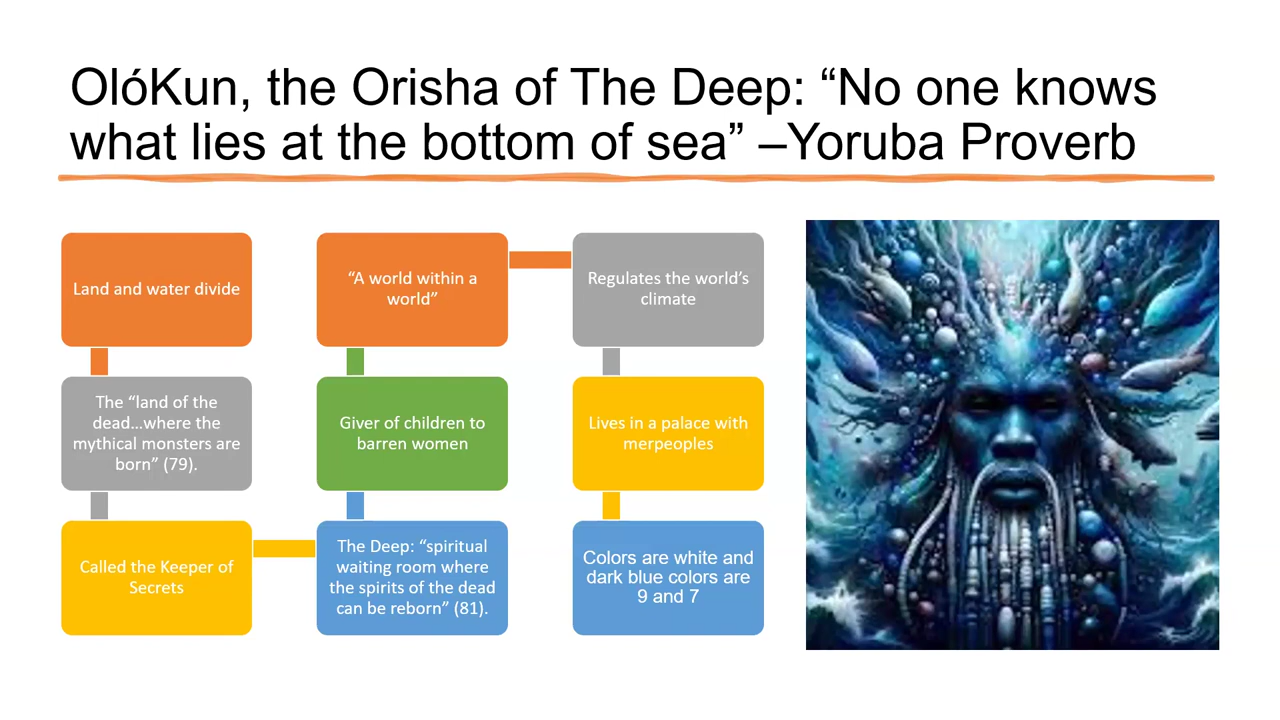 OlóKun, the Orisha of The Deep: “No one knows
what lies at the bottom of sea” –Yoruba Proverb
Land and water divide
The “land of the
dead…where the
mythical monsters are
born” (79).
Called the Keeper of
Secrets
The Deep: “spiritual
waiting room where
the spirits of the dead
can be reborn” (81).
Giver of children to
barren women
“A world within a
world”
Regulates the world’s
climate
Lives in a palace with
merpeoples
Colors are white and
dark blue colors are
9 and 7